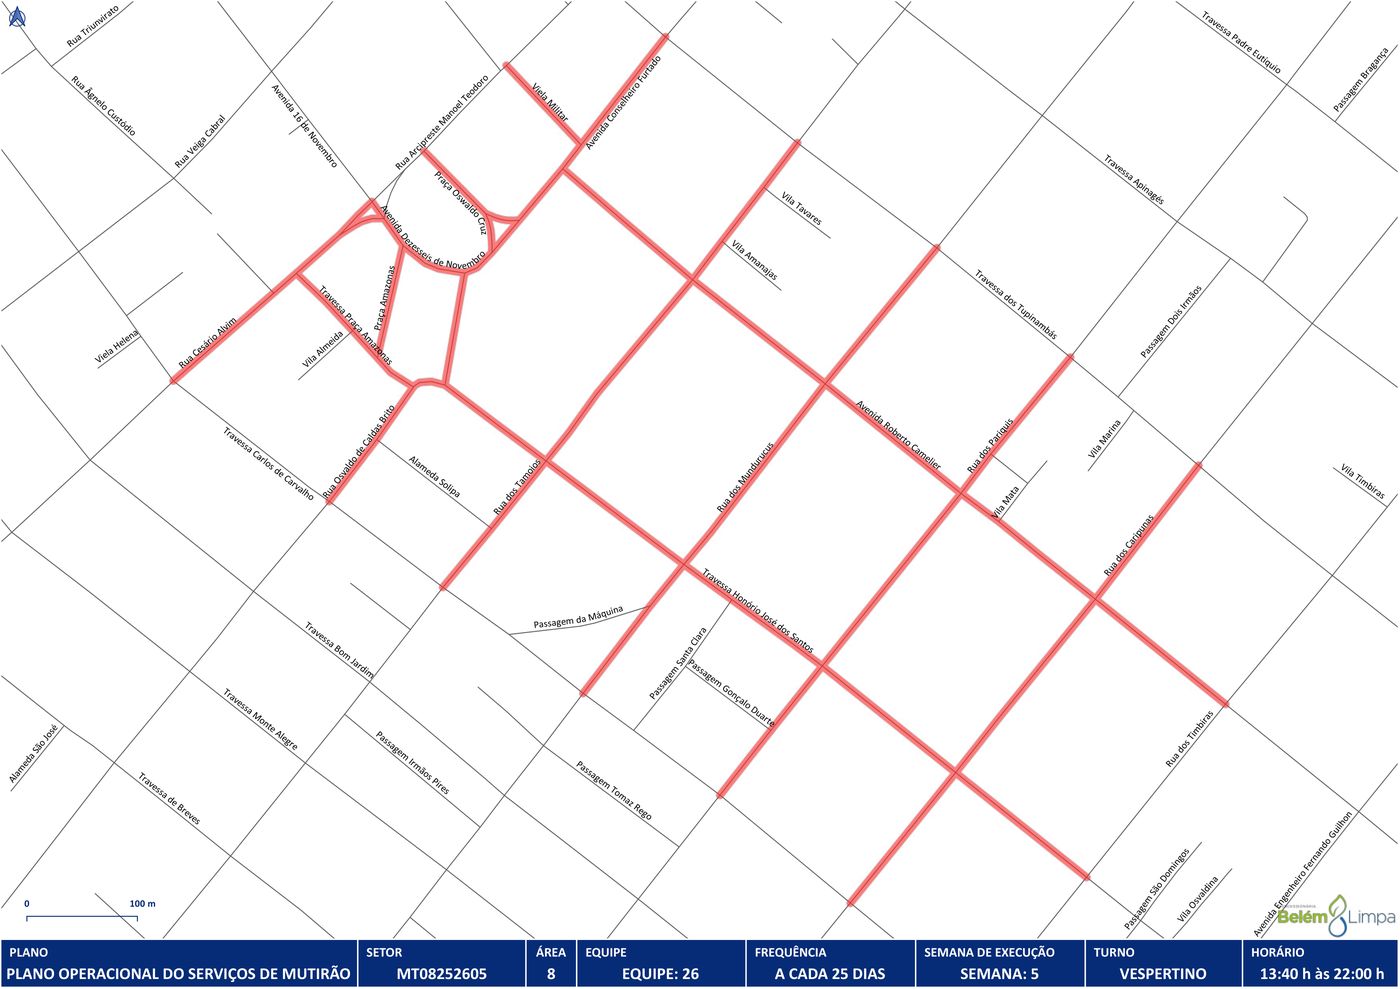 Rua Triunvirato
Travessa Padre Eutíquio
Passagem Bragança
Rua Ângelo Custódio
Avenida 16 de Novembro
Rua Arcipreste Manoel Teodoro
Viela Militar
Avenida Conselheiro Furtado
Rua Veiga Cabral
Travessa Apinagés
Praça Oswaldo Cruz
Vila Tavares
Avenida Dezesseis de Novembro
Vila Amanajas
Praça Amazonas
Travessa dos Tupinambás
Passagem Dois Irmãos
Travessa Praça Amazonas
Rua Cesário Alvim
Viela Helena
Vila Almeida
Rua Osvaldo de Caldas Brito
Avenida Roberto Camelier
Rua dos Pariquis
Vila Marina
Travessa Carlos de Carvalho
Alameda Solipa
Rua dos Tamoios
Rua dos Mundurucus
Vila Mata
Vila Timbiras
Rua dos Caripunas
Travessa Honório José dos Santos
Passagem da Máquina
Travessa Bom Jardim
Passagem Santa Clara
Passagem Gonçalo Duarte
Travessa Monte Alegre
Rua dos Timbiras
Alameda São José
Passagem Irmãos Pires
Travessa de Breves
Passagem Tomaz Rego
Passagem São Domingos
Vila Osvaldina
Avenida Engenheiro Fernando Guilhon
0 100 m
Belém Limpa
PLANO
PLANO OPERACIONAL DO SERVIÇOS DE MUTIRÃO
SETOR
MT08252605
ÁREA
8
EQUIPE
EQUIPE: 26
FREQUÊNCIA
A CADA 25 DIAS
SEMANA DE EXECUÇÃO
SEMANA: 5
TURNO
VESPERTINO
HORÁRIO
13:40 h às 22:00 h